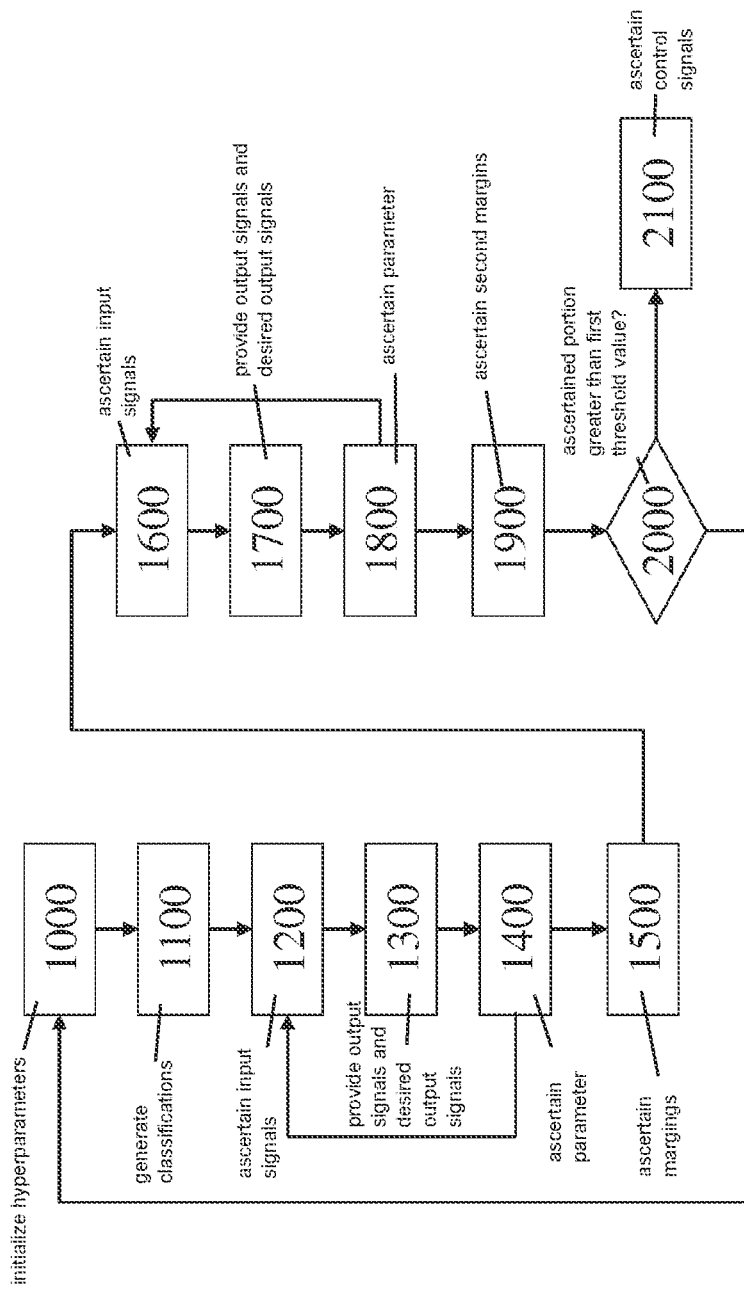 initialize hyperparameters
1000
generate
classifications
1100
ascertain input
signals
1200
provide output
signals and
desired
output
signals
1300
ascertain
parameter
1400
ascertain
margings
1500
ascertain input
signals
1600
provide output signals and
desired output signals
1700
ascertain parameter
1800
ascertain second margins
1900
ascertained portion
greater than first
threshold value?
2000
ascertain
control
signals
2100